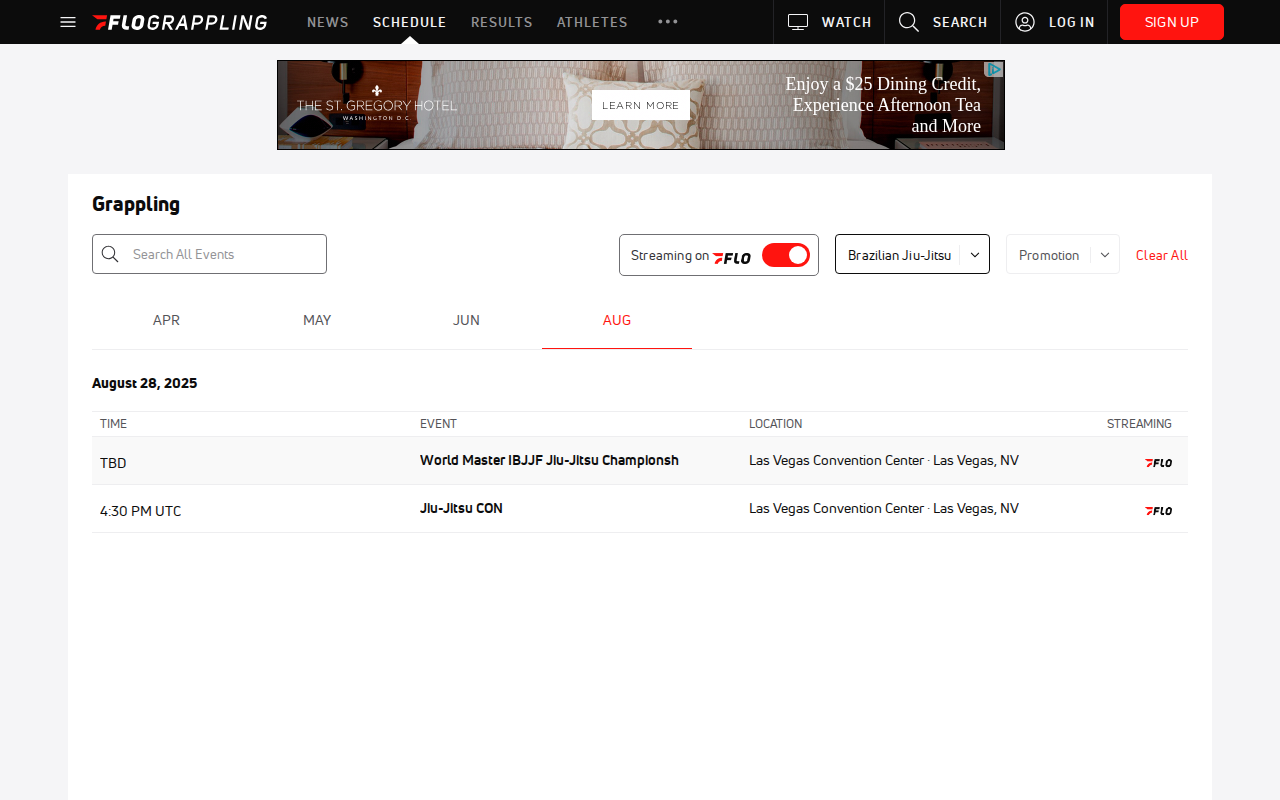 FLOGRAPPLING NEWS SCHEDULE RESULTS ATHLETES WATCH SEARCH LOG IN SIGN UP
THE ST. GREGORY HOTEL
WASHINGTON D.C.
LEARN MORE
Enjoy a $25 Dining Credit,
Experience Afternoon Tea
and More
Grappling
Search All Events
Streaming on FLO
Brazilian Jiu-Jitsu
Promotion
Clear All
APR MAY JUN AUG
August 28, 2025
TIME EVENT LOCATION STREAMING
TBD World Master IBJJF Jiu-Jitsu Championsh Las Vegas Convention Center · Las Vegas, NV FLO
4:30 PM UTC Jiu-Jitsu CON Las Vegas Convention Center · Las Vegas, NV FLO